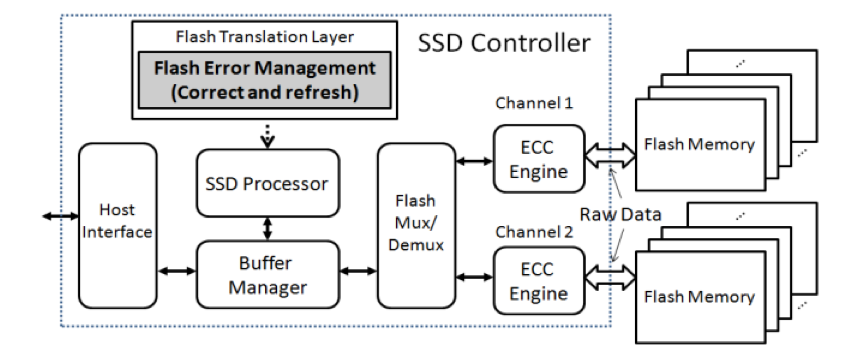 Flash Translation Layer
Flash Error Management
(Correct and refresh)
SSD Controller
Channel 1
ECC
Engine
Flash Memory
SSD Processor
Host
Interface
Flash
Mux/
Demux
Raw Data
Channel 2
Buffer
Manager
ECC
Engine
Flash Memory